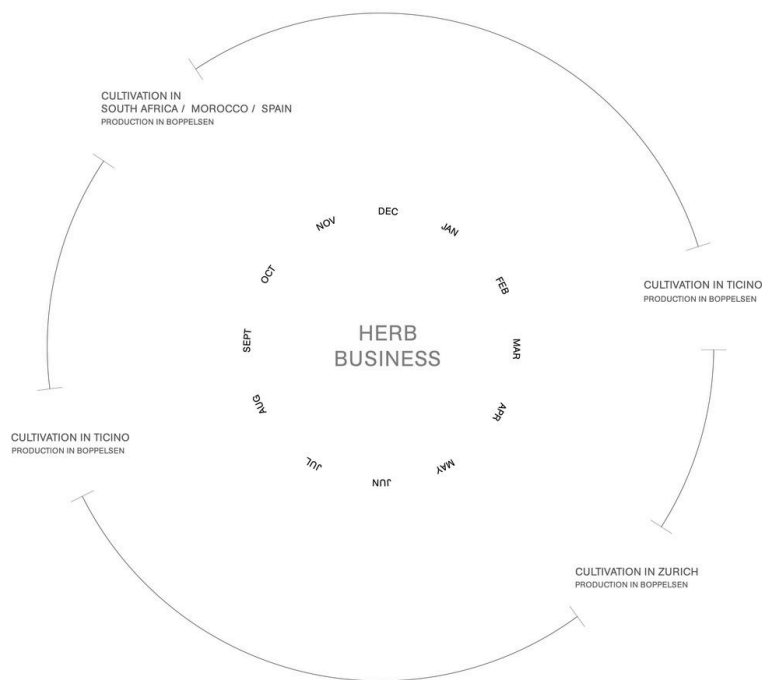 CULTIVATION IN
SOUTH AFRICA / MOROCCO / SPAIN
PRODUCTION IN BOPPELSEN
DEC
JAN
FEB
MAR
APR
MAY
JUN
JUL
AUG
SEPT
OCT
NOV
HERB
BUSINESS
CULTIVATION IN TICINO
PRODUCTION IN BOPPELSEN
CULTIVATION IN ZURICH
PRODUCTION IN BOPPELSEN
CULTIVATION IN TICINO
PRODUCTION IN BOPPELSEN